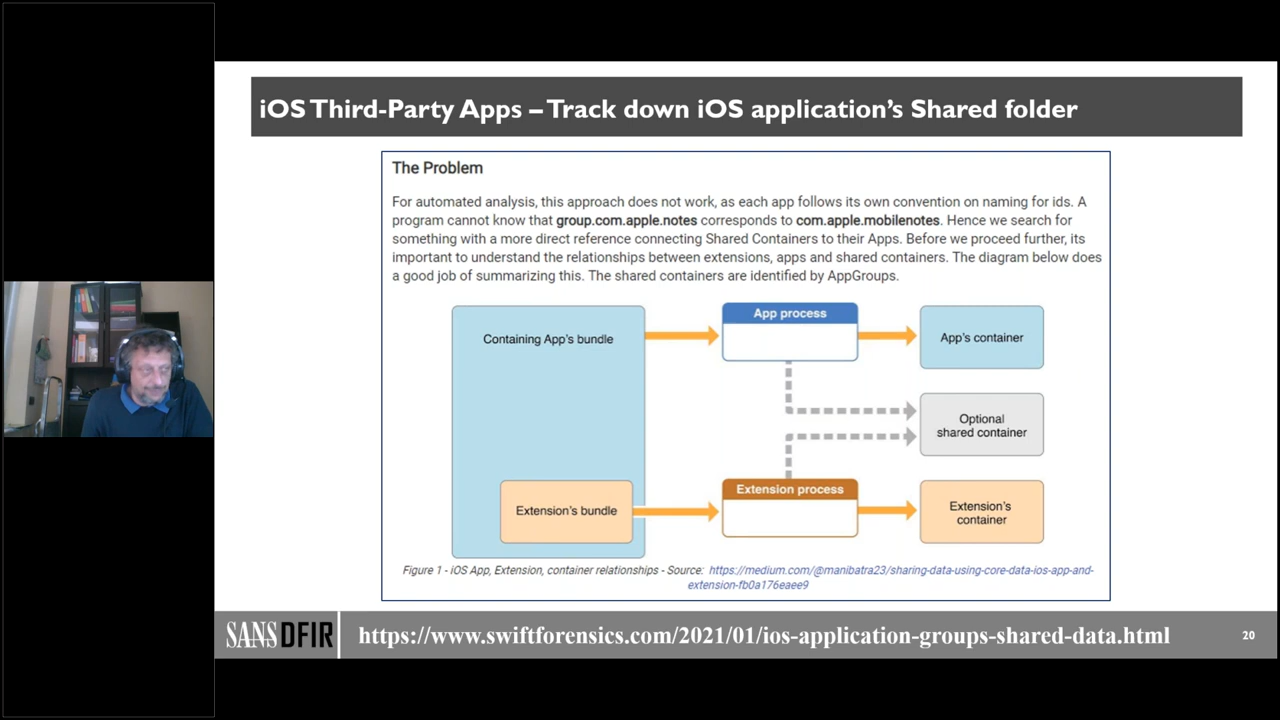 iOS Third-Party Apps – Track down iOS application's Shared folder
The Problem
For automated analysis, this approach does not work, as each app follows its own convention on naming for ids. A
program cannot know that group.com.apple.notes corresponds to com.apple.mobilenotes. Hence we search for
something with a more direct reference connecting Shared Containers to their Apps. Before we proceed further, its
important to understand the relationships between extensions, apps and shared containers. The diagram below does
a good job of summarizing this. The shared containers are identified by AppGroups.
Containing App's bundle
App process
App's container
Optional
shared container
Extension's bundle
Extension process
Extension's
container
Figure 1 - iOS App, Extension, container relationships - Source: https://medium.com/@manibatra23/sharing-data-using-core-data-ios-app-and-
extension-fb0a176eaee9
SANS DFIR
https://www.swiftforensics.com/2021/01/ios-application-groups-shared-data.html
20